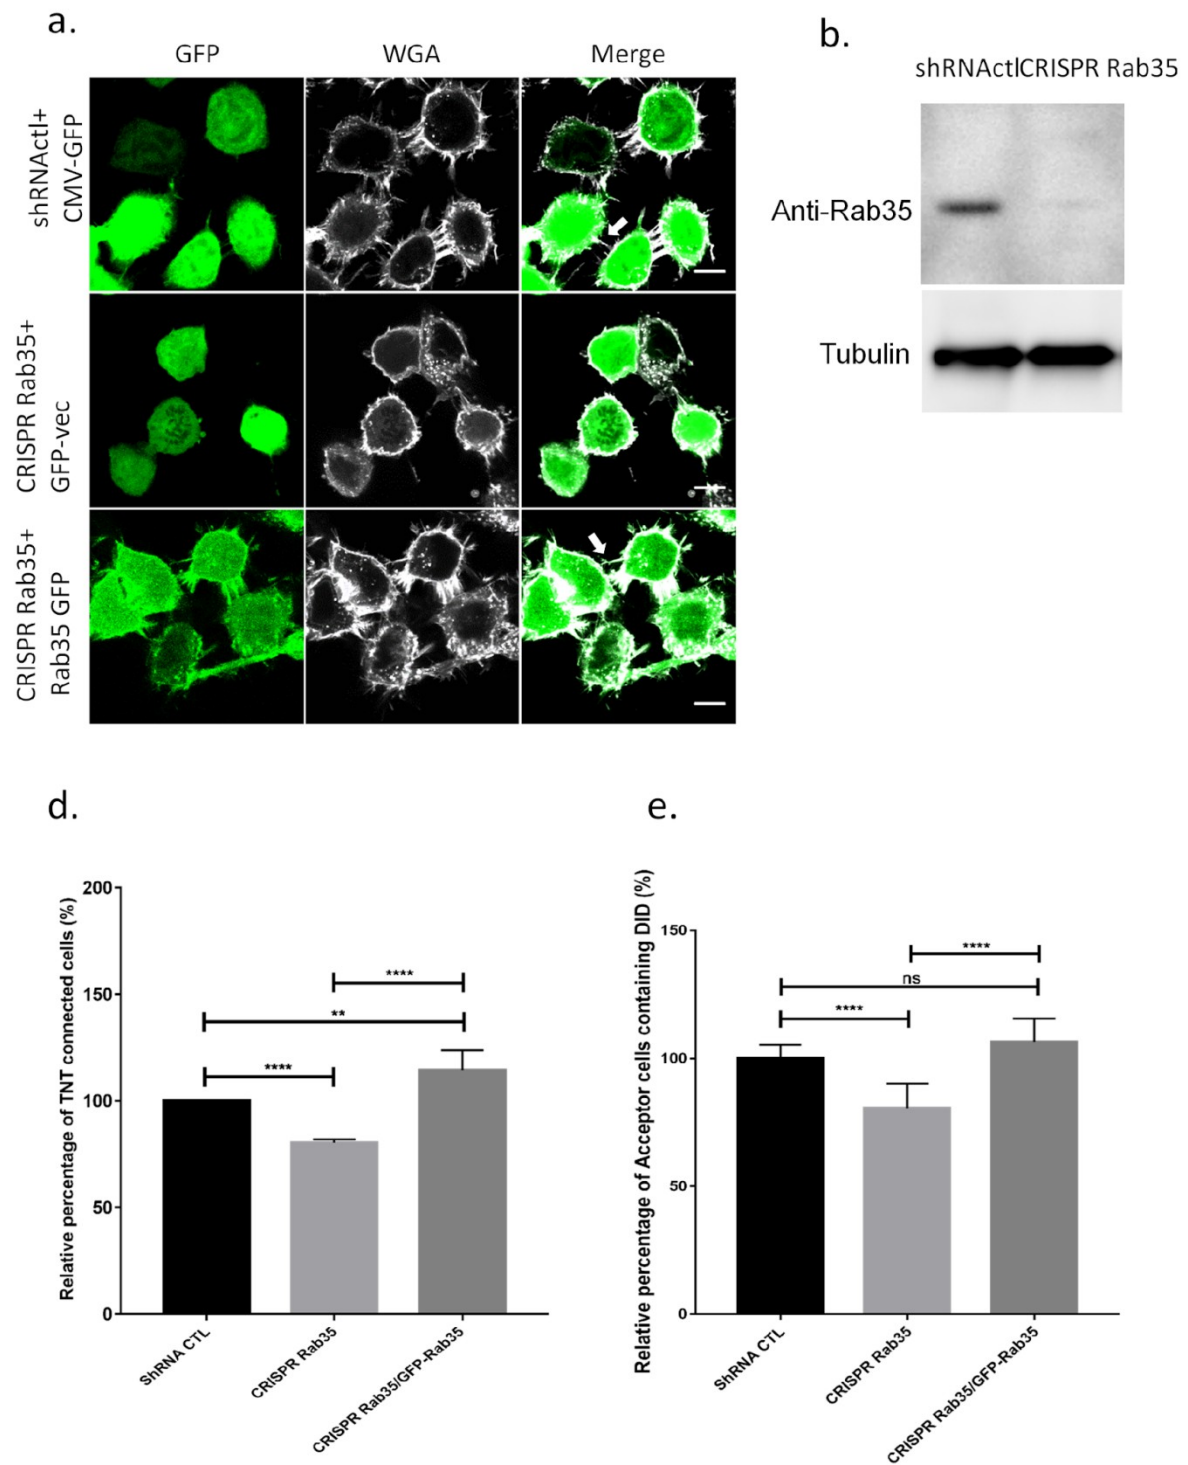 a.
GFP WGA Merge
shRNActl+
CMV-GFP
CRISPR Rab35+
GFP-vec
CRISPR Rab35+
Rab35 GFP
b.
shRNActlCRISPR Rab35
Anti-Rab35
Tubulin
d.
Relative percentage of TNT connected cells (%)
200
150
100
50
0
****
**
****
ShRNA CTL
CRISPR Rab35
CRISPR Rab35/GFP-Rab35
e.
Relative percentage of Acceptor cells containing DID (%)
150
100
50
0
****
ns
****
ShRNA CTL
CRISPR Rab35
CRISPR Rab35/GFP-Rab35